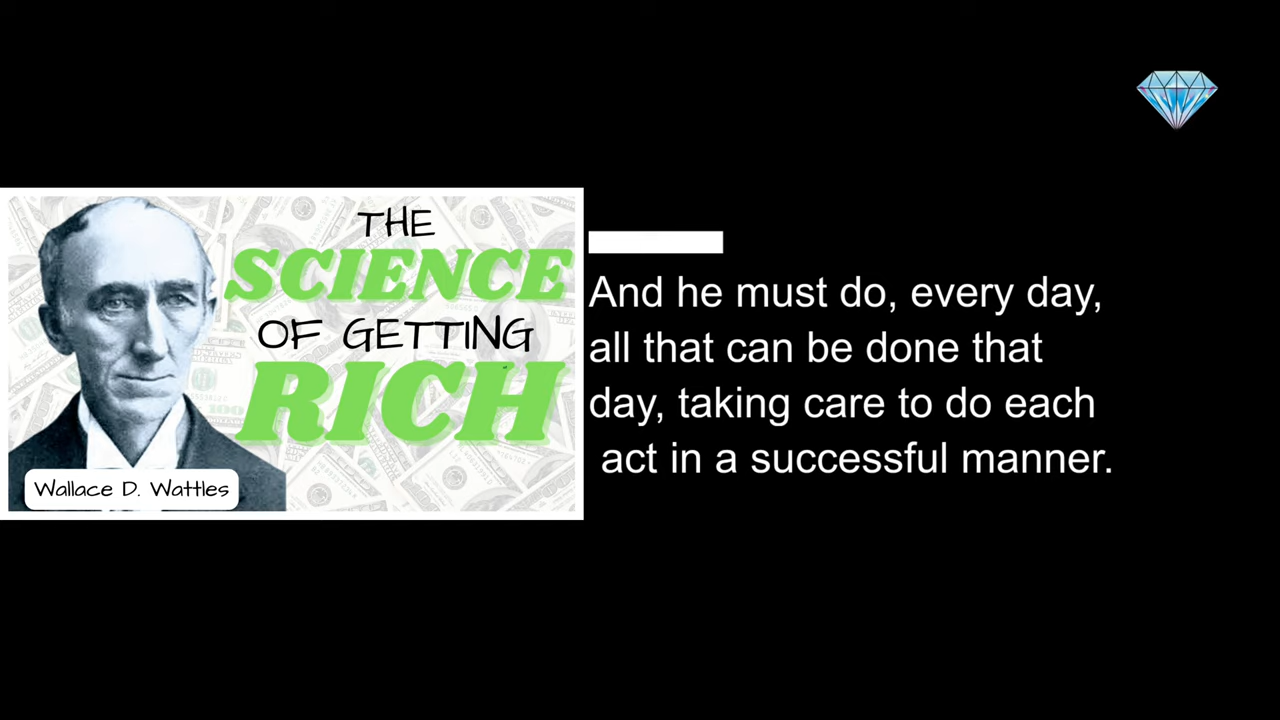 THE
SCIENCE
OF GETTING
RICH
Wallace D. Wattles
And he must do, every day,
all that can be done that
day, taking care to do each
act in a successful manner.